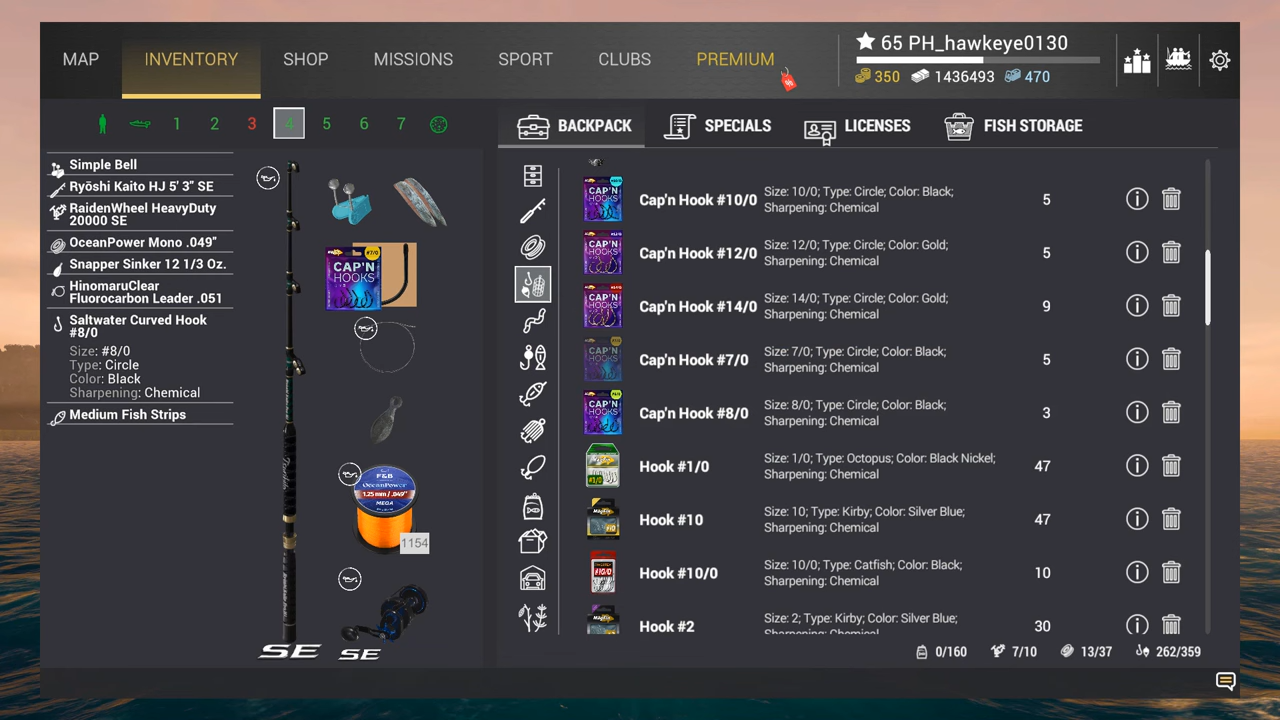 MAP INVENTORY SHOP MISSIONS SPORT CLUBS PREMIUM
65 PH_hawkeye0130
350 1436493 470
1 2 3 4 5 6 7
BACKPACK SPECIALS LICENSES FISH STORAGE
Simple Bell
Ryōshi Kaito HJ 5' 3" SE
RaidenWheel HeavyDuty
20000 SE
OceanPower Mono .049"
Snapper Sinker 12 1/3 Oz.
HinomaruClear
Fluorocarbon Leader .051
Saltwater Curved Hook
#8/0
Size: #8/0
Type: Circle
Color: Black
Sharpening: Chemical
Medium Fish Strips
#7/0
CAP'N
HOOKS
F&B
OceanPower
1.25 mm / .049"
MEGA
1154
SE SE
Cap'n Hook #10/0 Size: 10/0; Type: Circle; Color: Black;
Sharpening: Chemical 5
Cap'n Hook #12/0 Size: 12/0; Type: Circle; Color: Gold;
Sharpening: Chemical 5
Cap'n Hook #14/0 Size: 14/0; Type: Circle; Color: Gold;
Sharpening: Chemical 9
Cap'n Hook #7/0 Size: 7/0; Type: Circle; Color: Black;
Sharpening: Chemical 5
Cap'n Hook #8/0 Size: 8/0; Type: Circle; Color: Black;
Sharpening: Chemical 3
Hook #1/0 Size: 1/0; Type: Octopus; Color: Black Nickel;
Sharpening: Chemical 47
Hook #10 Size: 10; Type: Kirby; Color: Silver Blue;
Sharpening: Chemical 47
Hook #10/0 Size: 10/0; Type: Catfish; Color: Black;
Sharpening: Chemical 10
Hook #2 Size: 2; Type: Kirby; Color: Silver Blue;
Sharpening: Chemical 30
0/160 7/10 13/37 262/359